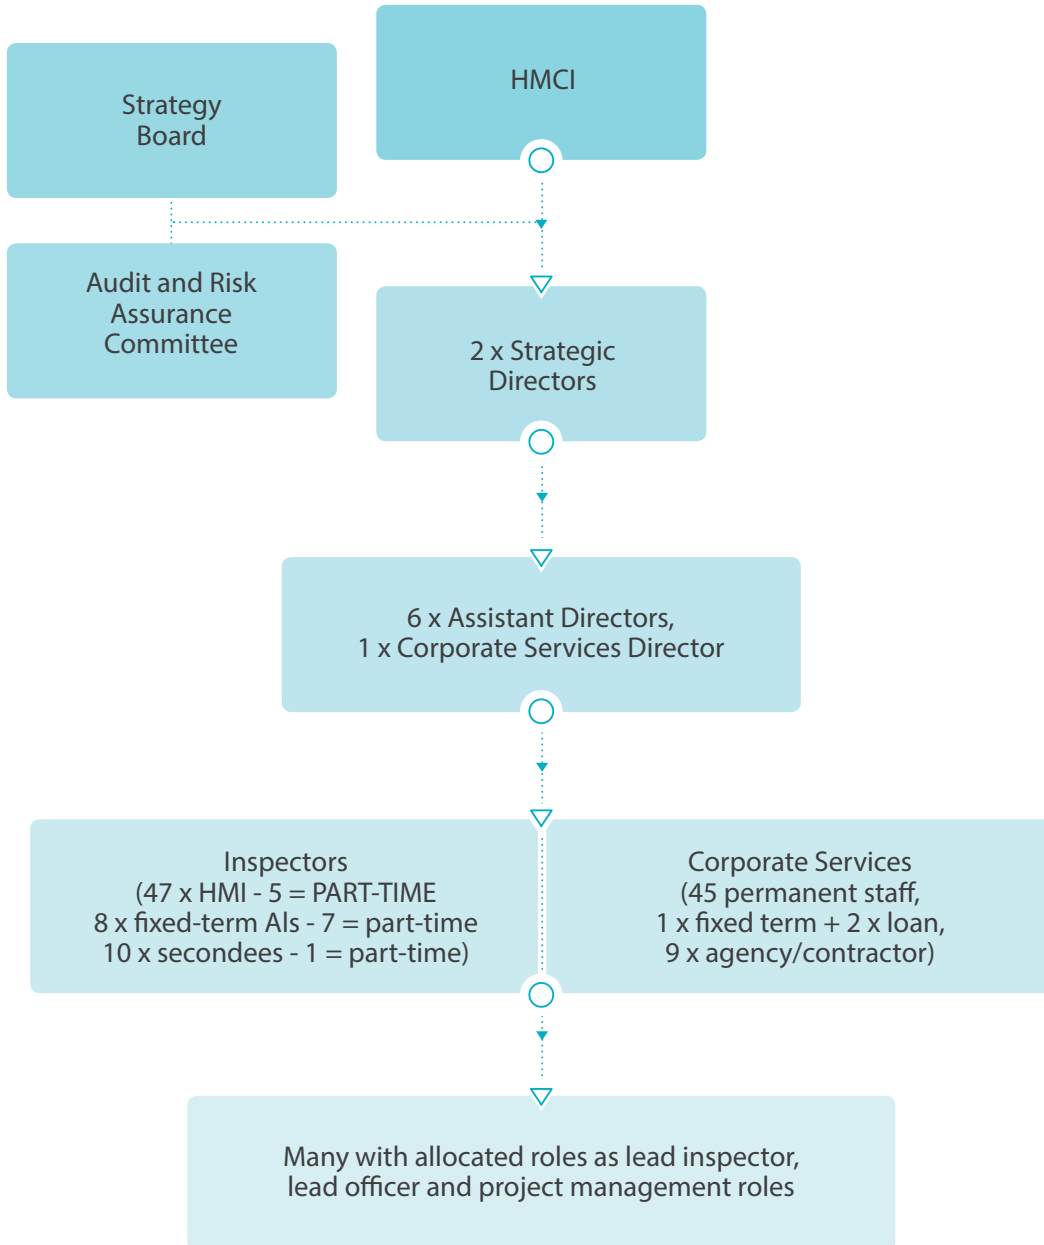 HMCI
Strategy
Board
Audit and Risk
Assurance
Committee
2 x Strategic
Directors
6 x Assistant Directors,
1 x Corporate Services Director
Inspectors
(47 x HMI - 5 = PART-TIME
8 x fixed-term AIs - 7 = part-time
10 x secondees - 1 = part-time)
Corporate Services
(45 permanent staff,
1 x fixed term + 2 x loan,
9 x agency/contractor)
Many with allocated roles as lead inspector,
lead officer and project management roles